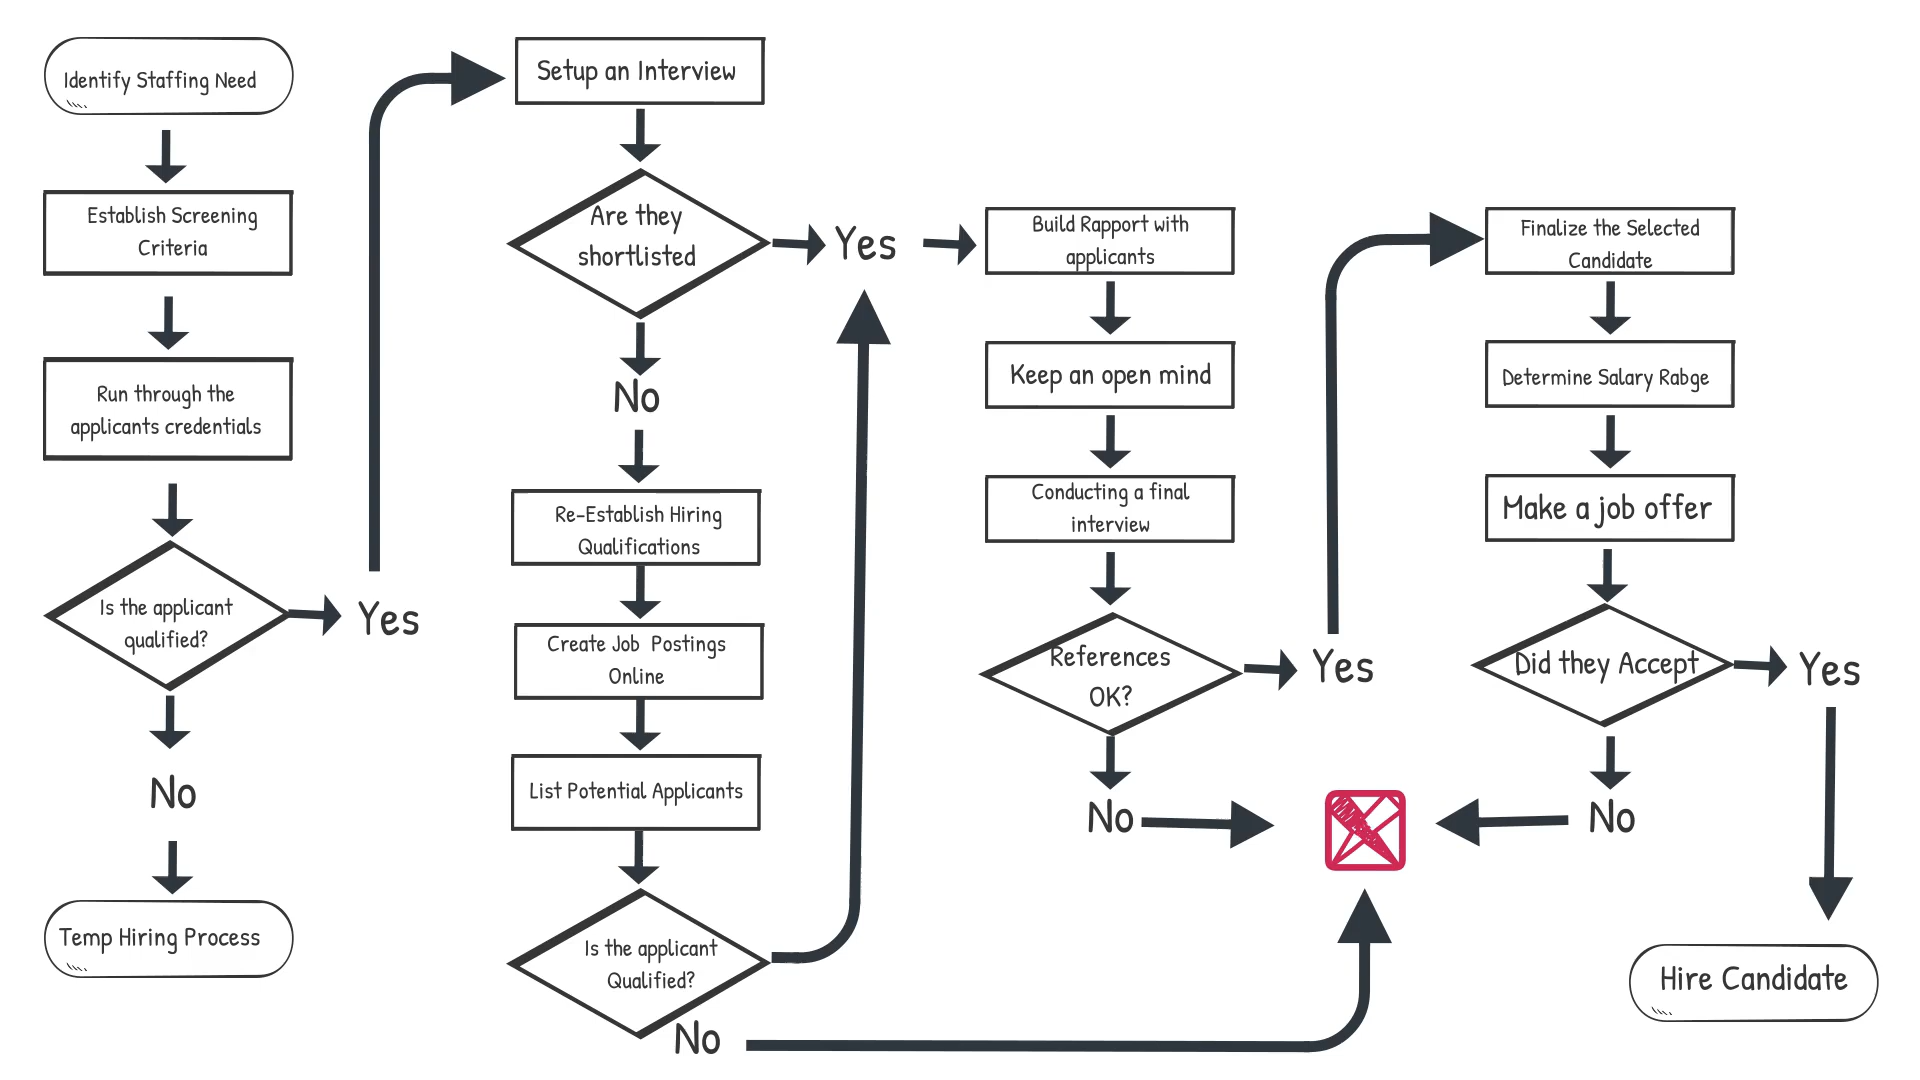 Identify Staffing Need
Establish Screening
Criteria
Run through the
applicants credentials
Is the applicant
qualified?
Yes
No
Temp Hiring Process
Setup an Interview
Are they
shortlisted
Yes
No
Re-Establish Hiring
Qualifications
Create Job Postings
Online
List Potential Applicants
Is the applicant
Qualified?
No
Build Rapport with
applicants
Keep an open mind
Conducting a final
interview
References
OK?
Yes
No
Finalize the Selected
Candidate
Determine Salary Rabge
Make a job offer
Did they Accept
Yes
No
Hire Candidate